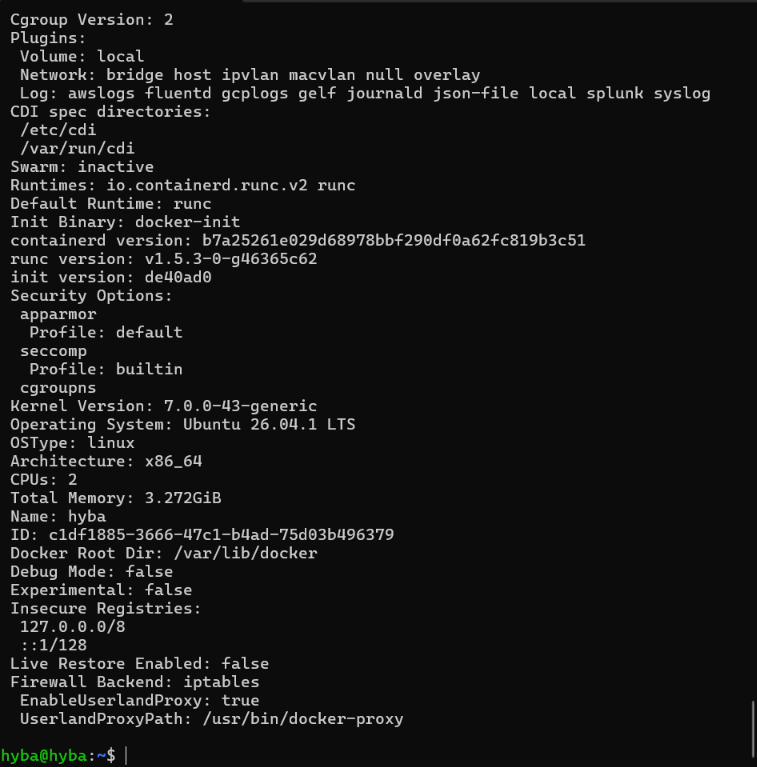 Cgroup Version: 2
Plugins:
 Volume: local
 Network: bridge host ipvlan macvlan null overlay
 Log: awslogs fluentd gcplogs gelf journald json-file local splunk syslog
CDI spec directories:
 /etc/cdi
 /var/run/cdi
Swarm: inactive
Runtimes: io.containerd.runc.v2 runc
Default Runtime: runc
Init Binary: docker-init
containerd version: b7a25261e029d68978bbf290df0a62fc819b3c51
runc version: v1.5.3-0-g46365c62
init version: de40ad0
Security Options:
 apparmor
  Profile: default
 seccomp
  Profile: builtin
 cgroupns
Kernel Version: 7.0.0-43-generic
Operating System: Ubuntu 26.04.1 LTS
OSType: linux
Architecture: x86_64
CPUs: 2
Total Memory: 3.272GiB
Name: hyba
ID: c1df1885-3666-47c1-b4ad-75d03b496379
Docker Root Dir: /var/lib/docker
Debug Mode: false
Experimental: false
Insecure Registries:
 127.0.0.0/8
 ::1/128
Live Restore Enabled: false
Firewall Backend: iptables
 EnableUserlandProxy: true
 UserlandProxyPath: /usr/bin/docker-proxy
hyba@hyba:~$